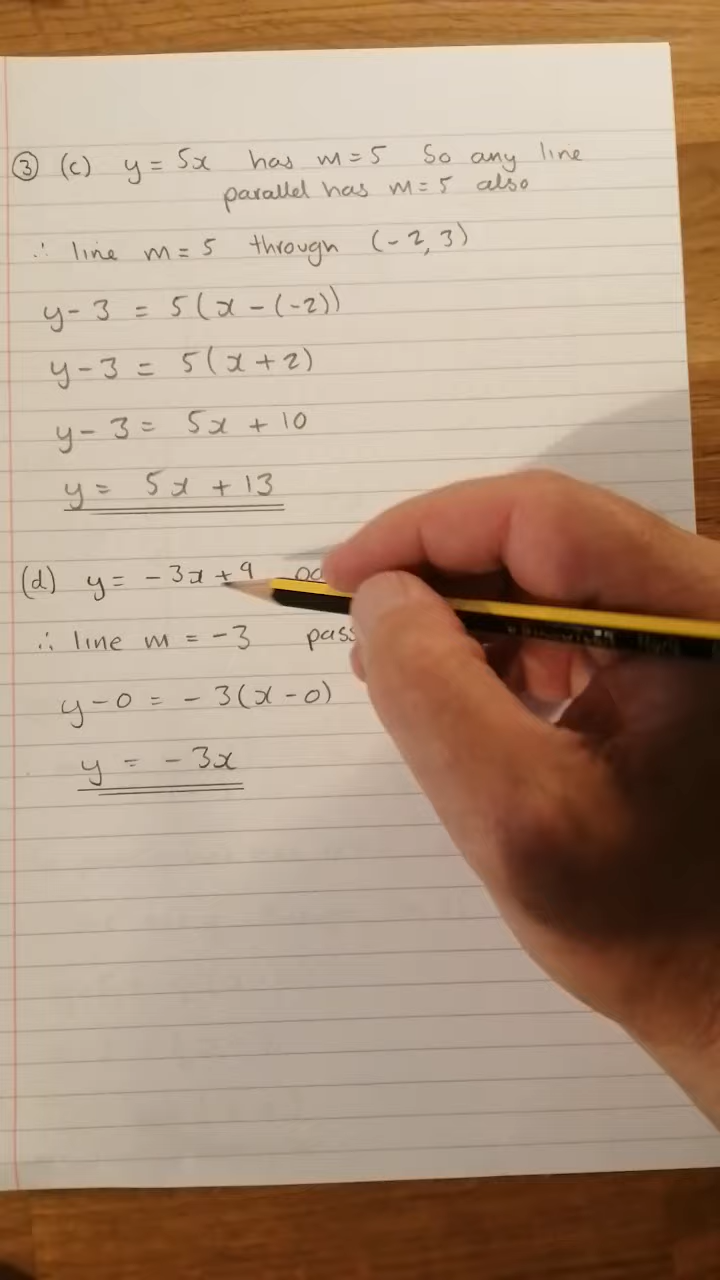 ③ (c) y = 5x has m = 5 So any line
parallel has m = 5 also
∴ line m = 5 through (-2, 3)
y - 3 = 5(x - (-2))
y - 3 = 5(x + 2)
y - 3 = 5x + 10
y = 5x + 13
(d) y = -3x + 9
∴ line m = -3 pass
y - 0 = -3(x - 0)
y = -3x